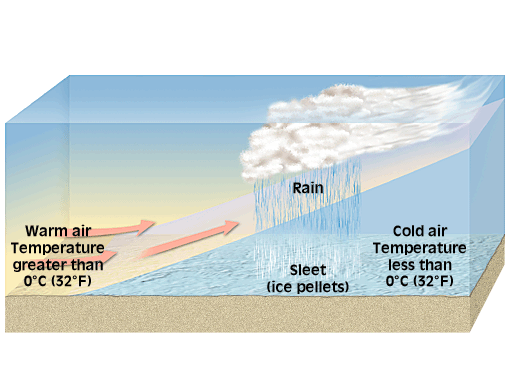 Rain
Warm air
Temperature
greater than
0°C (32°F)
Sleet
(ice pellets)
Cold air
Temperature
less than
0°C (32°F)